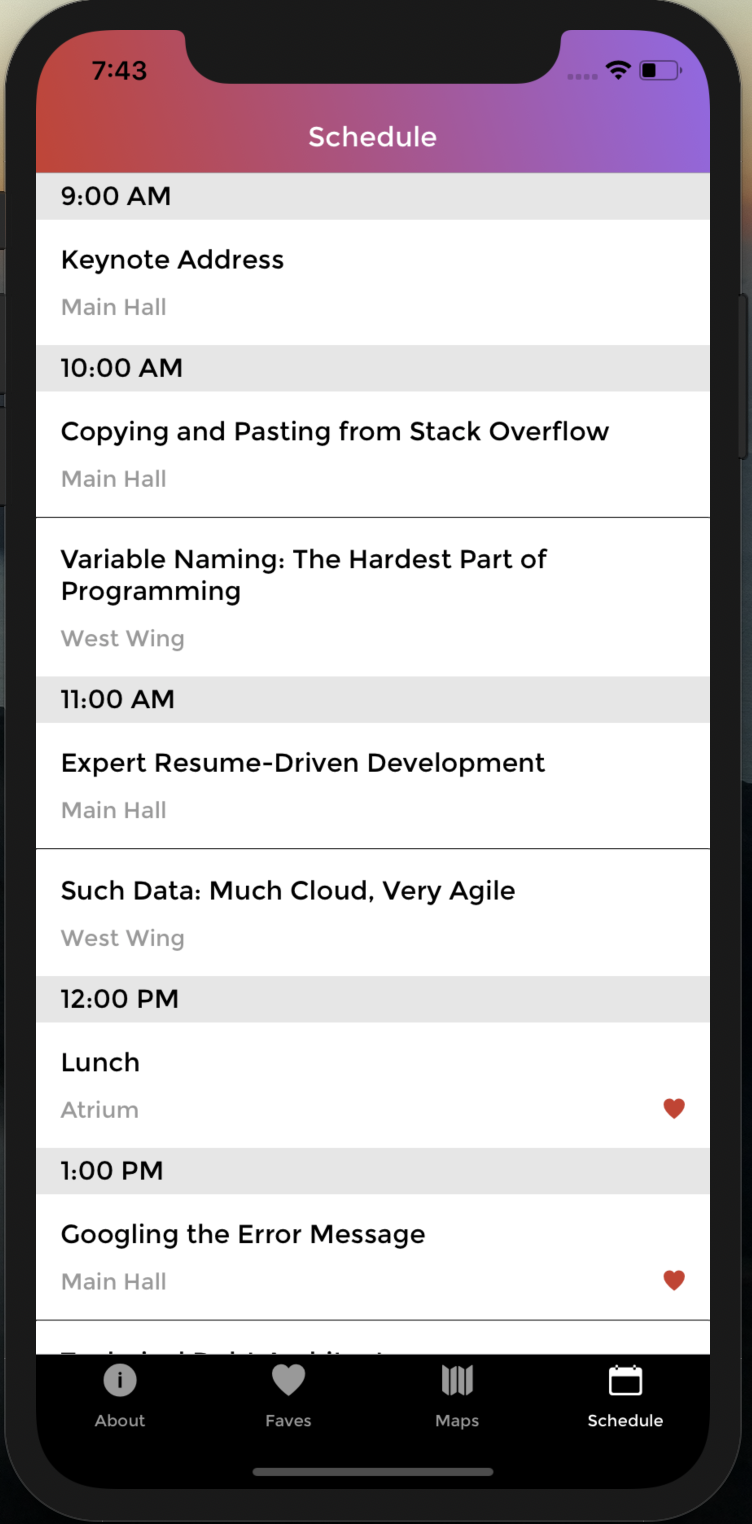 7:43
Schedule
9:00 AM
Keynote Address
Main Hall
10:00 AM
Copying and Pasting from Stack Overflow
Main Hall
Variable Naming: The Hardest Part of
Programming
West Wing
11:00 AM
Expert Resume-Driven Development
Main Hall
Such Data: Much Cloud, Very Agile
West Wing
12:00 PM
Lunch
Atrium
1:00 PM
Googling the Error Message
Main Hall
About
Faves
Maps
Schedule